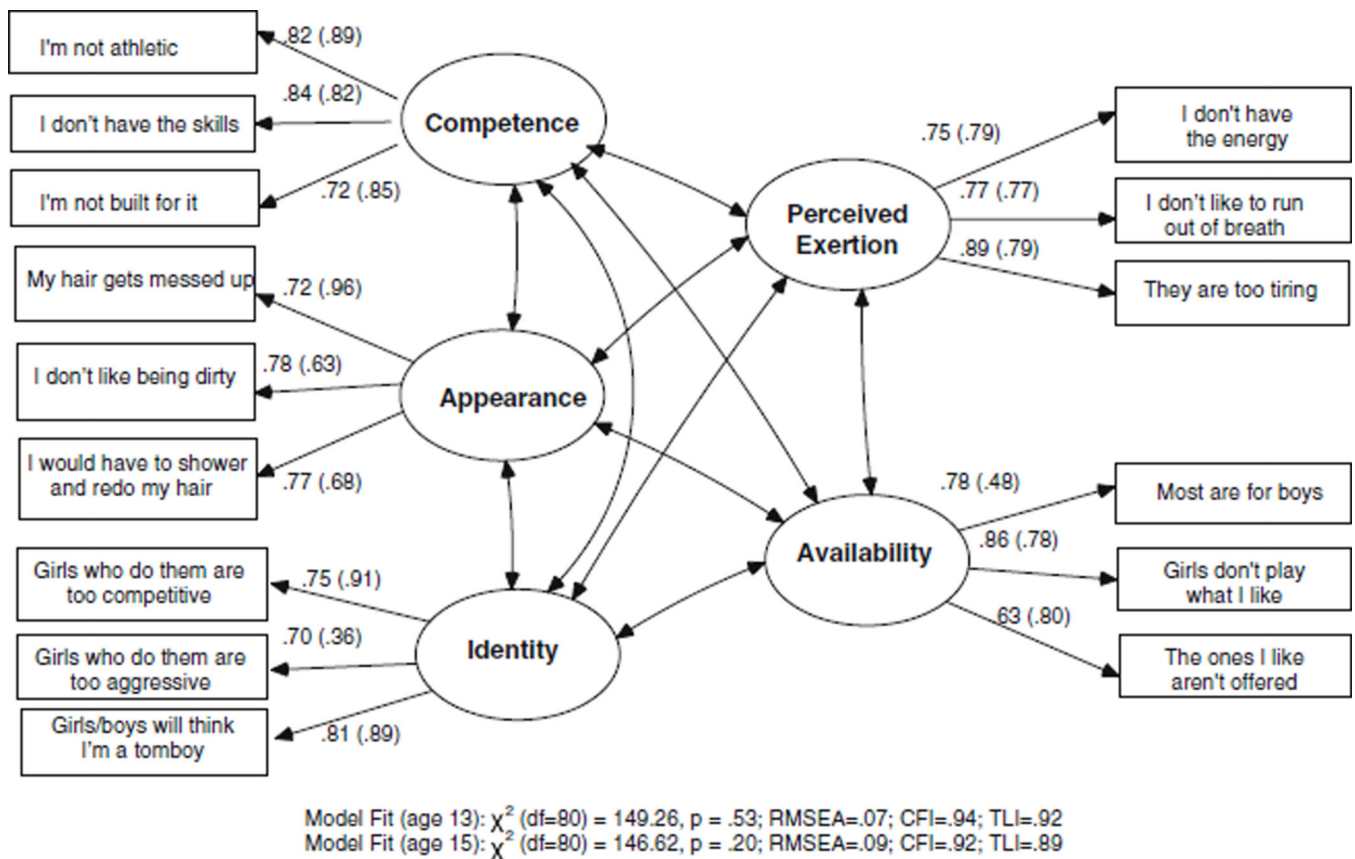 I'm not athletic
.82 (.89)
I don't have the skills
.84 (.82)
I'm not built for it
.72 (.85)
Competence
My hair gets messed up
.72 (.96)
I don't like being dirty
.78 (.63)
I would have to shower
and redo my hair
.77 (.68)
Appearance
Girls who do them are
too competitive
.75 (.91)
Girls who do them are
too aggressive
.70 (.36)
Girls/boys will think
I'm a tomboy
.81 (.89)
Identity
Perceived
Exertion
.75 (.79)
I don't have
the energy
.77 (.77)
I don't like to run
out of breath
.89 (.79)
They are too tiring
Availability
.78 (.48)
Most are for boys
.86 (.78)
Girls don't play
what I like
.63 (.80)
The ones I like
aren't offered
Model Fit (age 13): χ² (df=80) = 149.26, p = .53; RMSEA=.07; CFI=.94; TLI=.92
Model Fit (age 15): χ² (df=80) = 146.62, p = .20; RMSEA=.09; CFI=.92; TLI=.89